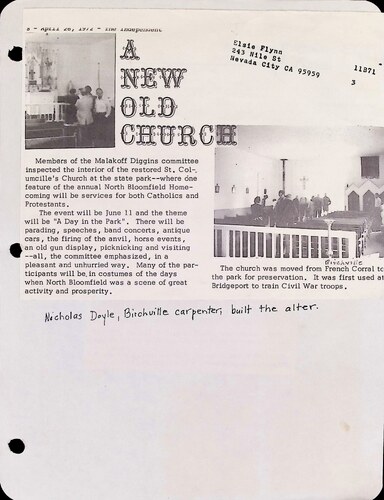 8 - April 26, 1972 - The Independent
A
NEW
OLD
CHURCH
Elsie Flynn
243 Nile St
Nevada City CA 95959
11B71
3
Members of the Malakoff Diggins committee
inspected the interior of the restored St. Col-
umcille's Church at the state park--where one
feature of the annual North Bloomfield Home-
coming will be services for both Catholics and
Protestants.
The event will be June 11 and the theme
will be "A Day in the Park". There will be
parading, speeches, band concerts, antique
cars, the firing of the anvil, horse events,
an old gun display, picknicking and visiting
--all, the committee emphasized, in a
pleasant and unhurried way. Many of the par-
ticipants will be in costumes of the days
when North Bloomfield was a scene of great
activity and prosperity.
Birchville
The church was moved from French Corral to
the park for preservation. It was first used at
Bridgeport to train Civil War troops.
Nicholas Doyle, Birchville carpenter, built the alter.